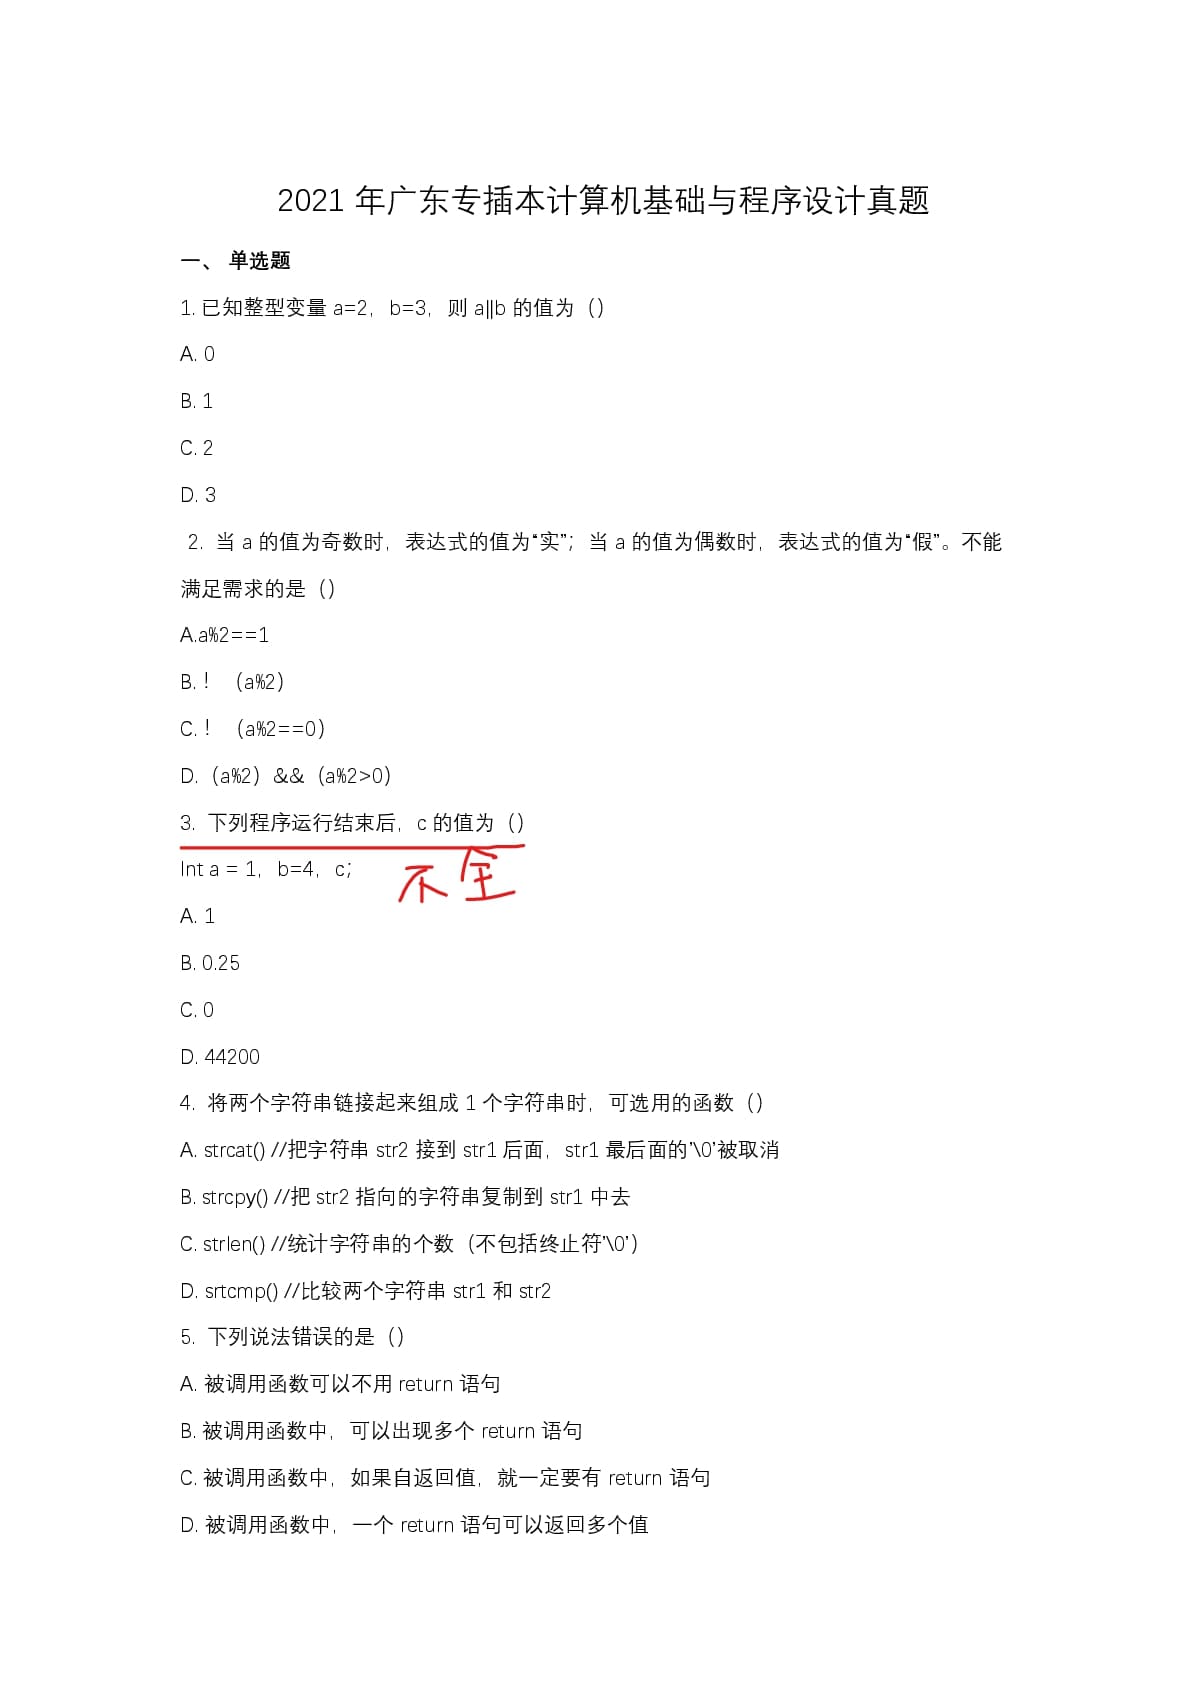 2021 年广东专插本计算机基础与程序设计真题
一、 单选题
1. 已知整型变量 a=2，b=3，则 a||b 的值为（）
A. 0
B. 1
C. 2
D. 3
2. 当 a 的值为奇数时，表达式的值为“实”；当 a 的值为偶数时，表达式的值为“假”。不能
满足需求的是（）
A.a%2==1
B.！（a%2）
C.！（a%2==0）
D.（a%2）&&（a%2>0）
3. 下列程序运行结束后，c 的值为（）
Int a = 1，b=4，c；
不全
A. 1
B. 0.25
C. 0
D. 44200
4. 将两个字符串链接起来组成 1 个字符串时，可选用的函数（）
A. strcat() //把字符串 str2 接到 str1 后面，str1 最后面的’\0’被取消
B. strcpy() //把 str2 指向的字符串复制到 str1 中去
C. strlen() //统计字符串的个数（不包括终止符’\0’）
D. srtcmp() //比较两个字符串 str1 和 str2
5. 下列说法错误的是（）
A. 被调用函数可以不用 return 语句
B. 被调用函数中，可以出现多个 return 语句
C. 被调用函数中，如果自返回值，就一定要有 return 语句
D. 被调用函数中，一个 return 语句可以返回多个值